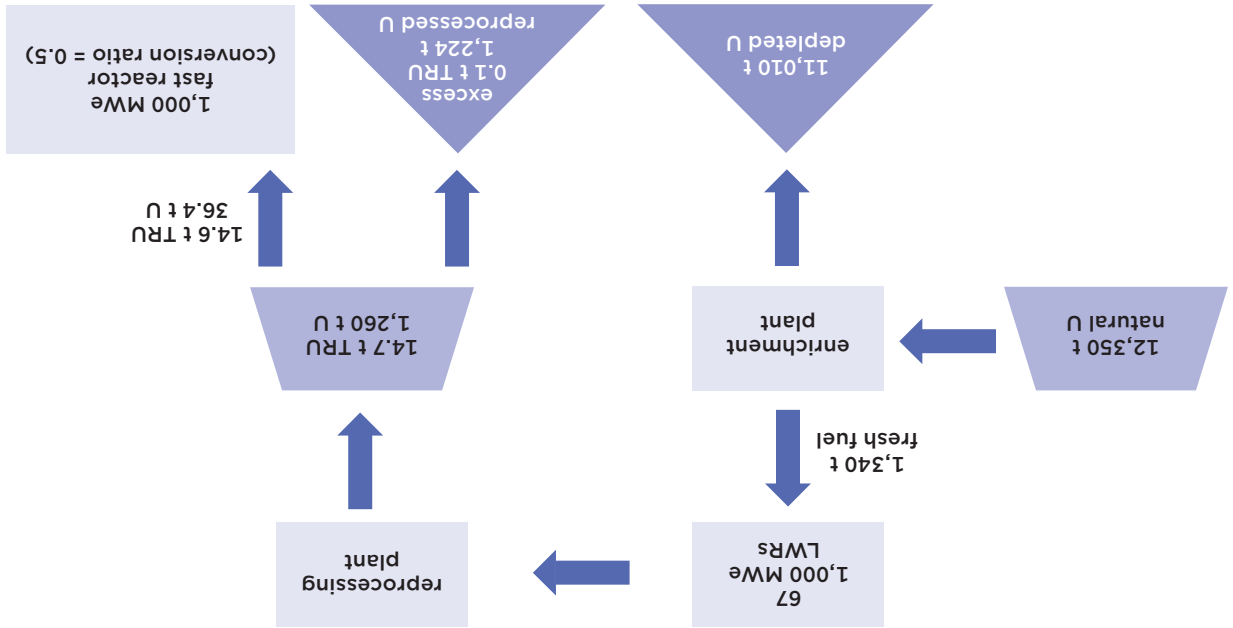 67
1,000 MWe
LWRs
reprocessing
plant
1,340 t
fresh fuel
12,350 t
natural U
enrichment
plant
14.7 t TRU
1,260 t U
14.6 t TRU
36.4 t U
11,010 t
depleted U
excess
0.1 t TRU
1,224 t
reprocessed U
1,000 MWe
fast reactor
(conversion ratio = 0.5)